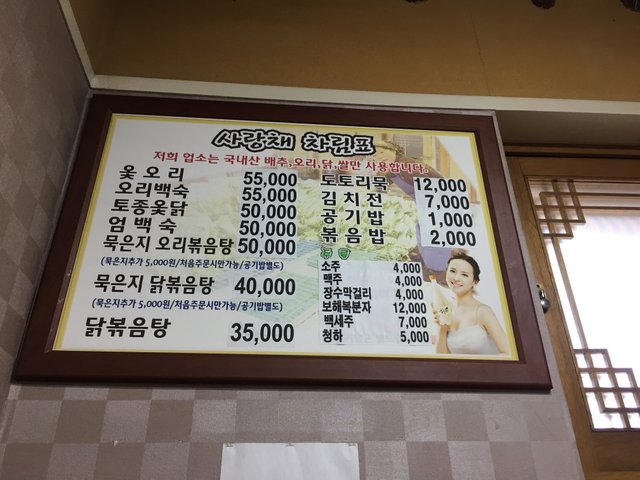 사랑채 차림표
저희 업소는 국내산 배추,오리,닭,쌀만 사용합니다.
옻오리 55,000
오리백숙 55,000
토종옻닭 50,000
엄백숙 50,000
묵은지 오리볶음탕 50,000
(묵은지추가 5,000원/처음주문시만가능/공기밥별도)
묵은지 닭볶음탕 40,000
(묵은지추가 5,000원/처음주문시만가능/공기밥별도)
닭볶음탕 35,000
토토리묵 12,000
김치전 7,000
공기밥 1,000
볶음밥 2,000
소주 4,000
맥주 4,000
장수막걸리 4,000
보해복분자 12,000
백세주 7,000
청하 5,000